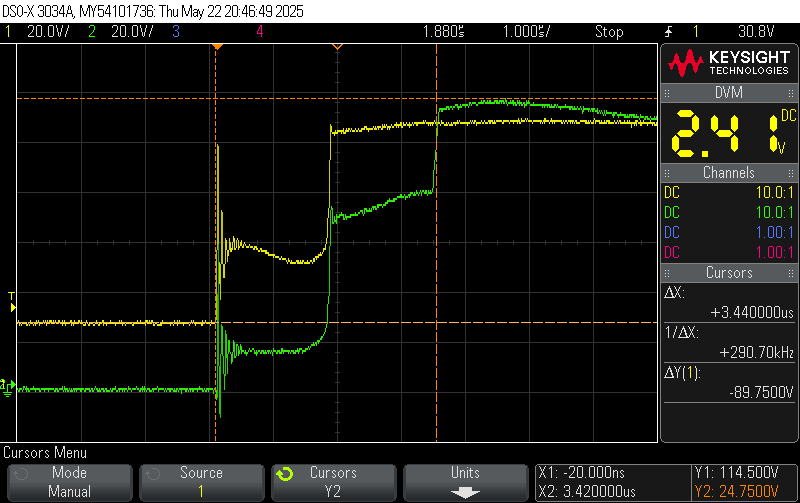 DSO-X 3034A, MY54101736: Thu May 22 20:46:49 2025
1 20.0V/ 2 20.0V/ 3 4 1.880s 1.000s/ Stop 1 30.8V
KEYSIGHT
TECHNOLOGIES
DVM
2.41 DC
V
Channels
DC 10.0:1
DC 10.0:1
DC 1.00:1
DC 1.00:1
Cursors
ΔX:
+3.440000us
1/ΔX:
+290.70kHz
ΔY(1):
-89.7500V
T
2
Cursors Menu
Mode
Manual
Source
1
Cursors
Y2
Units
X1: -20.000ns
X2: 3.420000us
Y1: 114.500V
Y2: 24.7500V